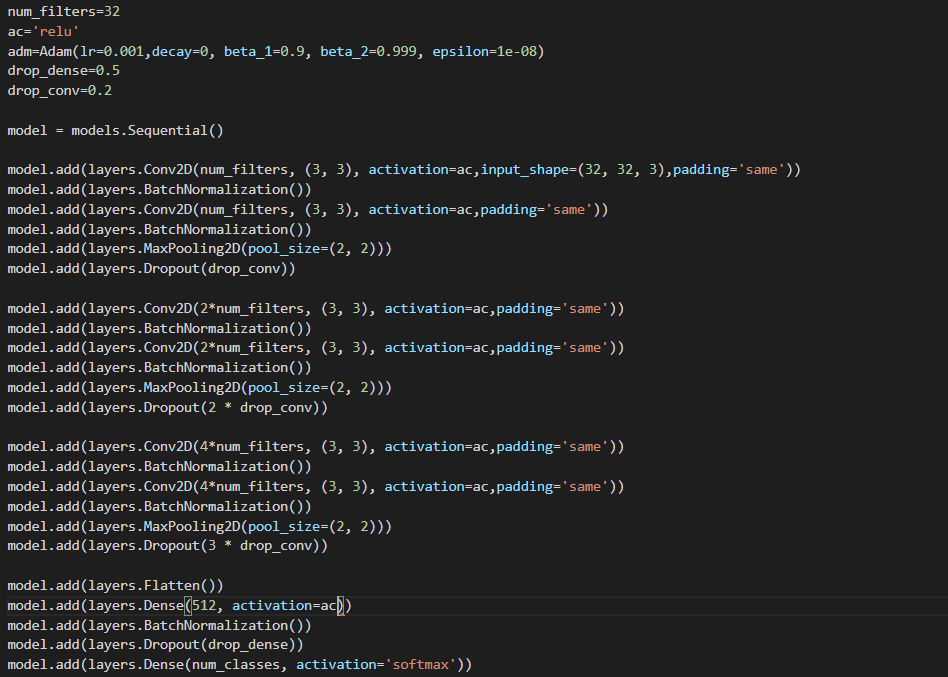 num_filters=32
ac='relu'
adm=Adam(lr=0.001,decay=0, beta_1=0.9, beta_2=0.999, epsilon=1e-08)
drop_dense=0.5
drop_conv=0.2
model = models.Sequential()
model.add(layers.Conv2D(num_filters, (3, 3), activation=ac,input_shape=(32, 32, 3),padding='same'))
model.add(layers.BatchNormalization())
model.add(layers.Conv2D(num_filters, (3, 3), activation=ac,padding='same'))
model.add(layers.BatchNormalization())
model.add(layers.MaxPooling2D(pool_size=(2, 2)))
model.add(layers.Dropout(drop_conv))
model.add(layers.Conv2D(2*num_filters, (3, 3), activation=ac,padding='same'))
model.add(layers.BatchNormalization())
model.add(layers.Conv2D(2*num_filters, (3, 3), activation=ac,padding='same'))
model.add(layers.BatchNormalization())
model.add(layers.MaxPooling2D(pool_size=(2, 2)))
model.add(layers.Dropout(2 * drop_conv))
model.add(layers.Conv2D(4*num_filters, (3, 3), activation=ac,padding='same'))
model.add(layers.BatchNormalization())
model.add(layers.Conv2D(4*num_filters, (3, 3), activation=ac,padding='same'))
model.add(layers.BatchNormalization())
model.add(layers.MaxPooling2D(pool_size=(2, 2)))
model.add(layers.Dropout(3 * drop_conv))
model.add(layers.Flatten())
model.add(layers.Dense(512, activation=ac))
model.add(layers.BatchNormalization())
model.add(layers.Dropout(drop_dense))
model.add(layers.Dense(num_classes, activation='softmax'))